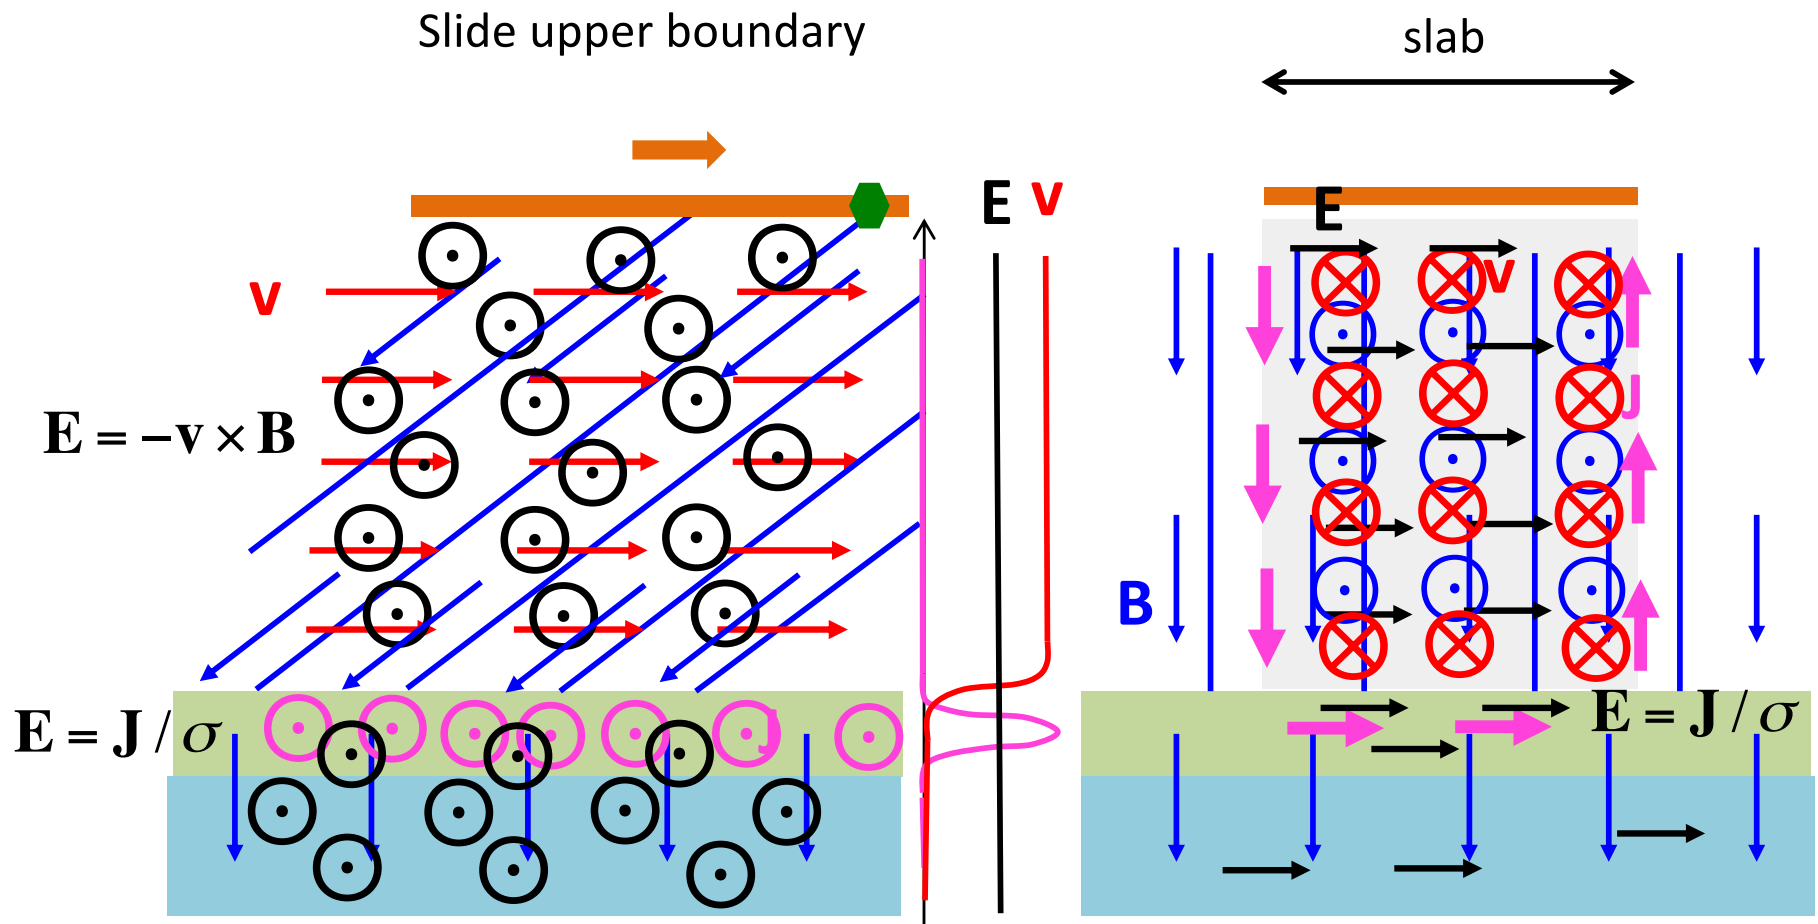 Slide upper boundary
slab
E
v
E
v
v
E = −v × B
J
B
E = J / σ
J
E = J / σ